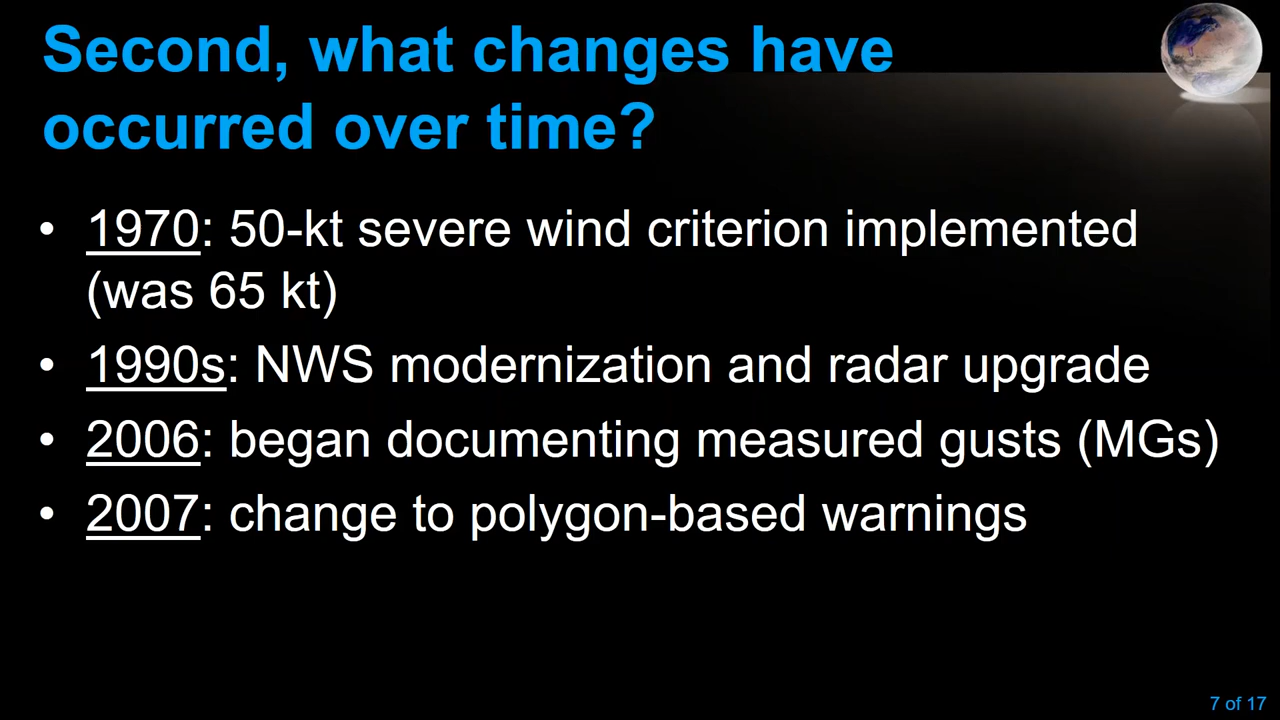 Second, what changes have
occurred over time?
• 1970: 50-kt severe wind criterion implemented
(was 65 kt)
• 1990s: NWS modernization and radar upgrade
• 2006: began documenting measured gusts (MGs)
• 2007: change to polygon-based warnings
7 of 17